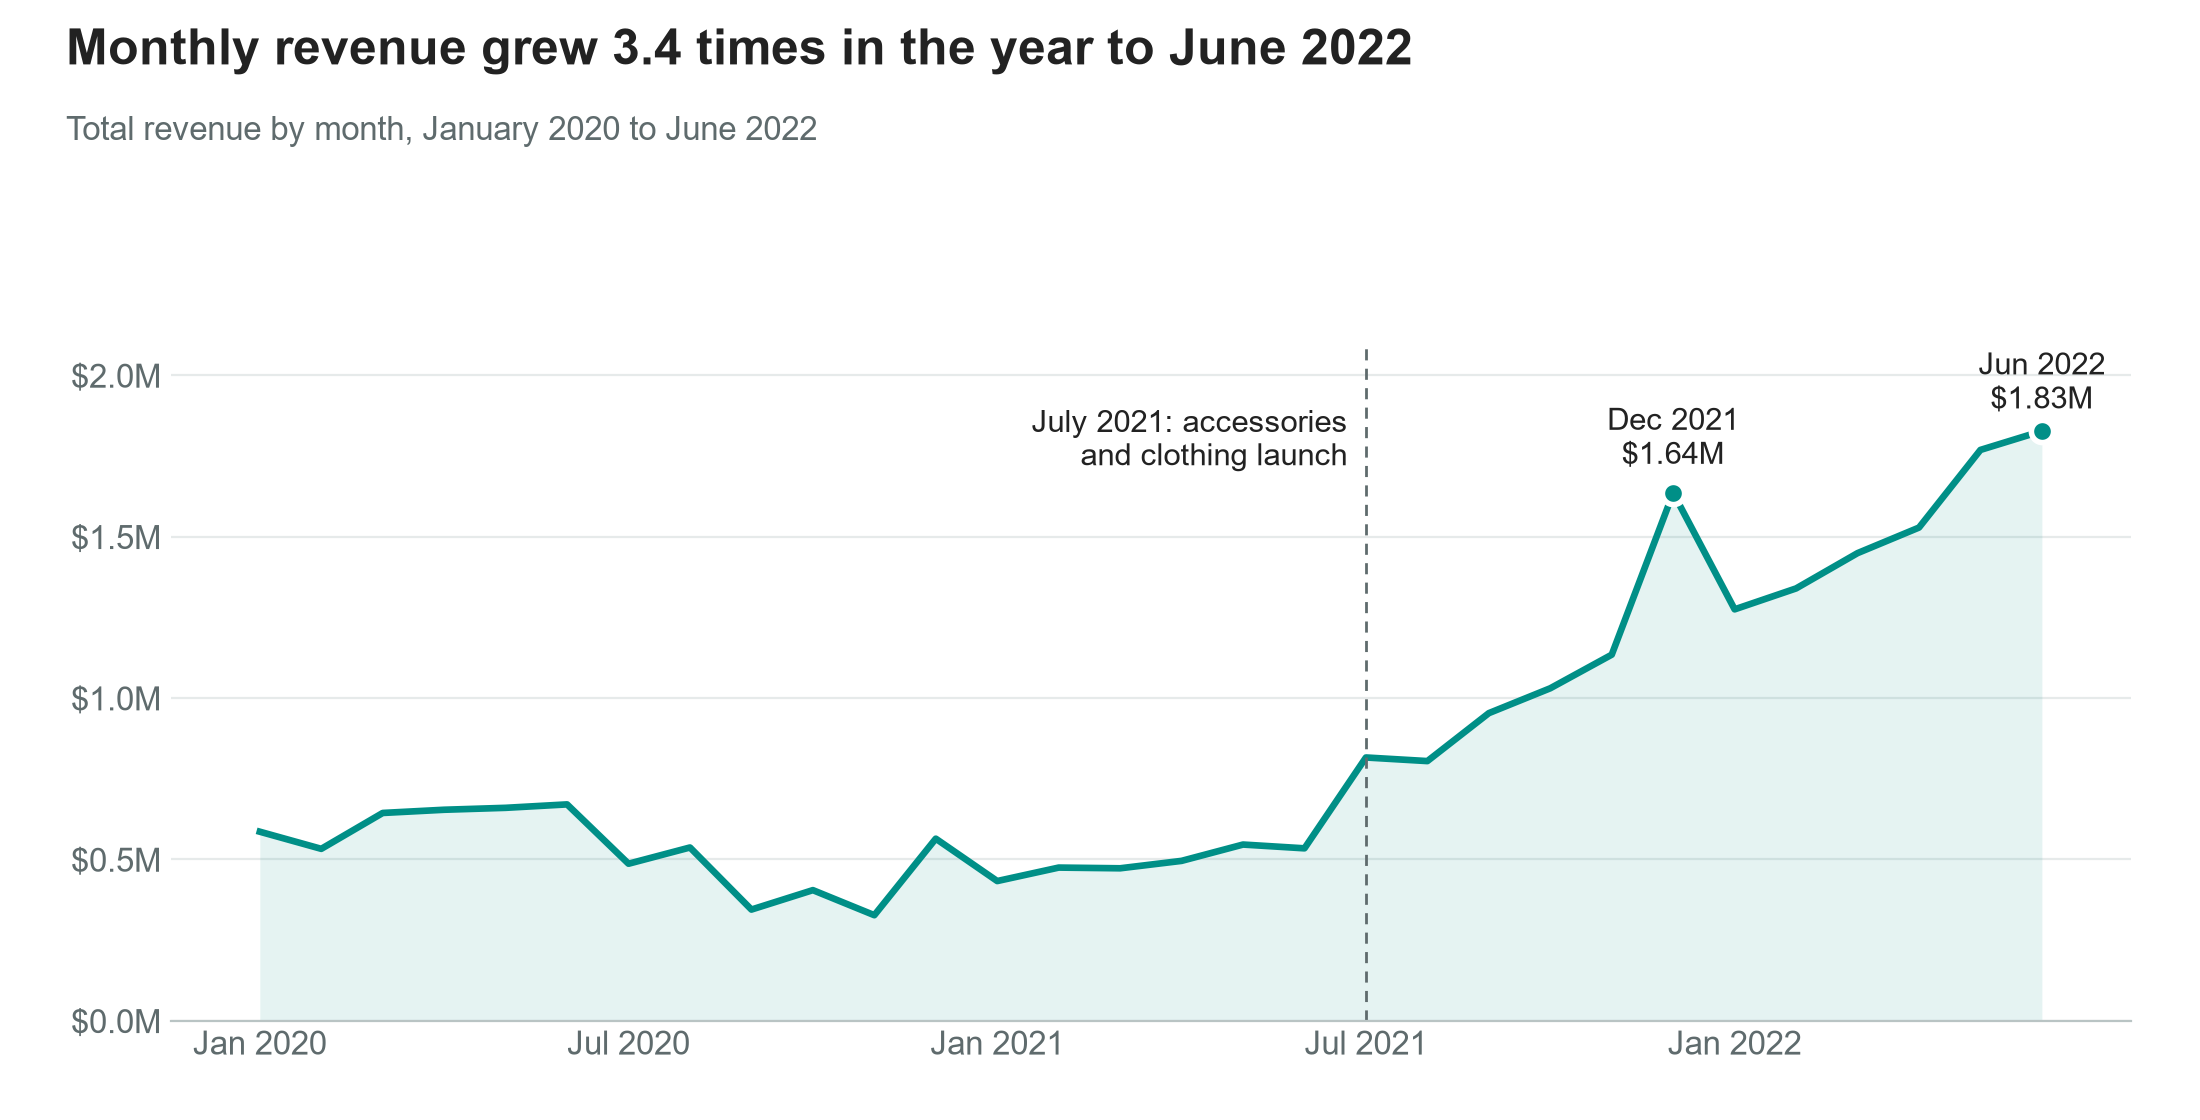 Monthly revenue grew 3.4 times in the year to June 2022
Total revenue by month, January 2020 to June 2022
$2.0M
$1.5M
$1.0M
$0.5M
$0.0M
July 2021: accessories
and clothing launch
Dec 2021
$1.64M
Jun 2022
$1.83M
Jan 2020
Jul 2020
Jan 2021
Jul 2021
Jan 2022